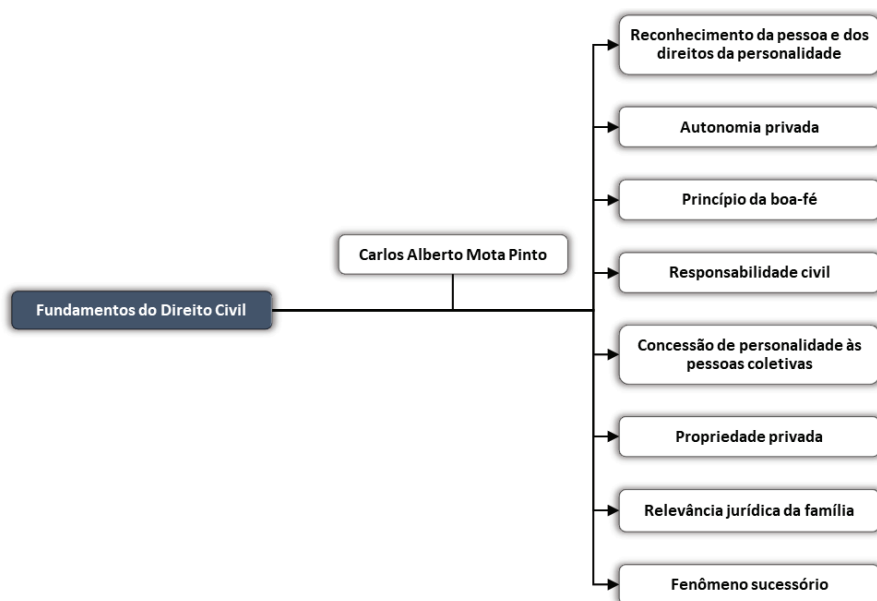 Reconhecimento da pessoa e dos
direitos da personalidade
Autonomia privada
Princípio da boa-fé
Carlos Alberto Mota Pinto
Responsabilidade civil
Fundamentos do Direito Civil
Concessão de personalidade às
pessoas coletivas
Propriedade privada
Relevância jurídica da família
Fenômeno sucessório